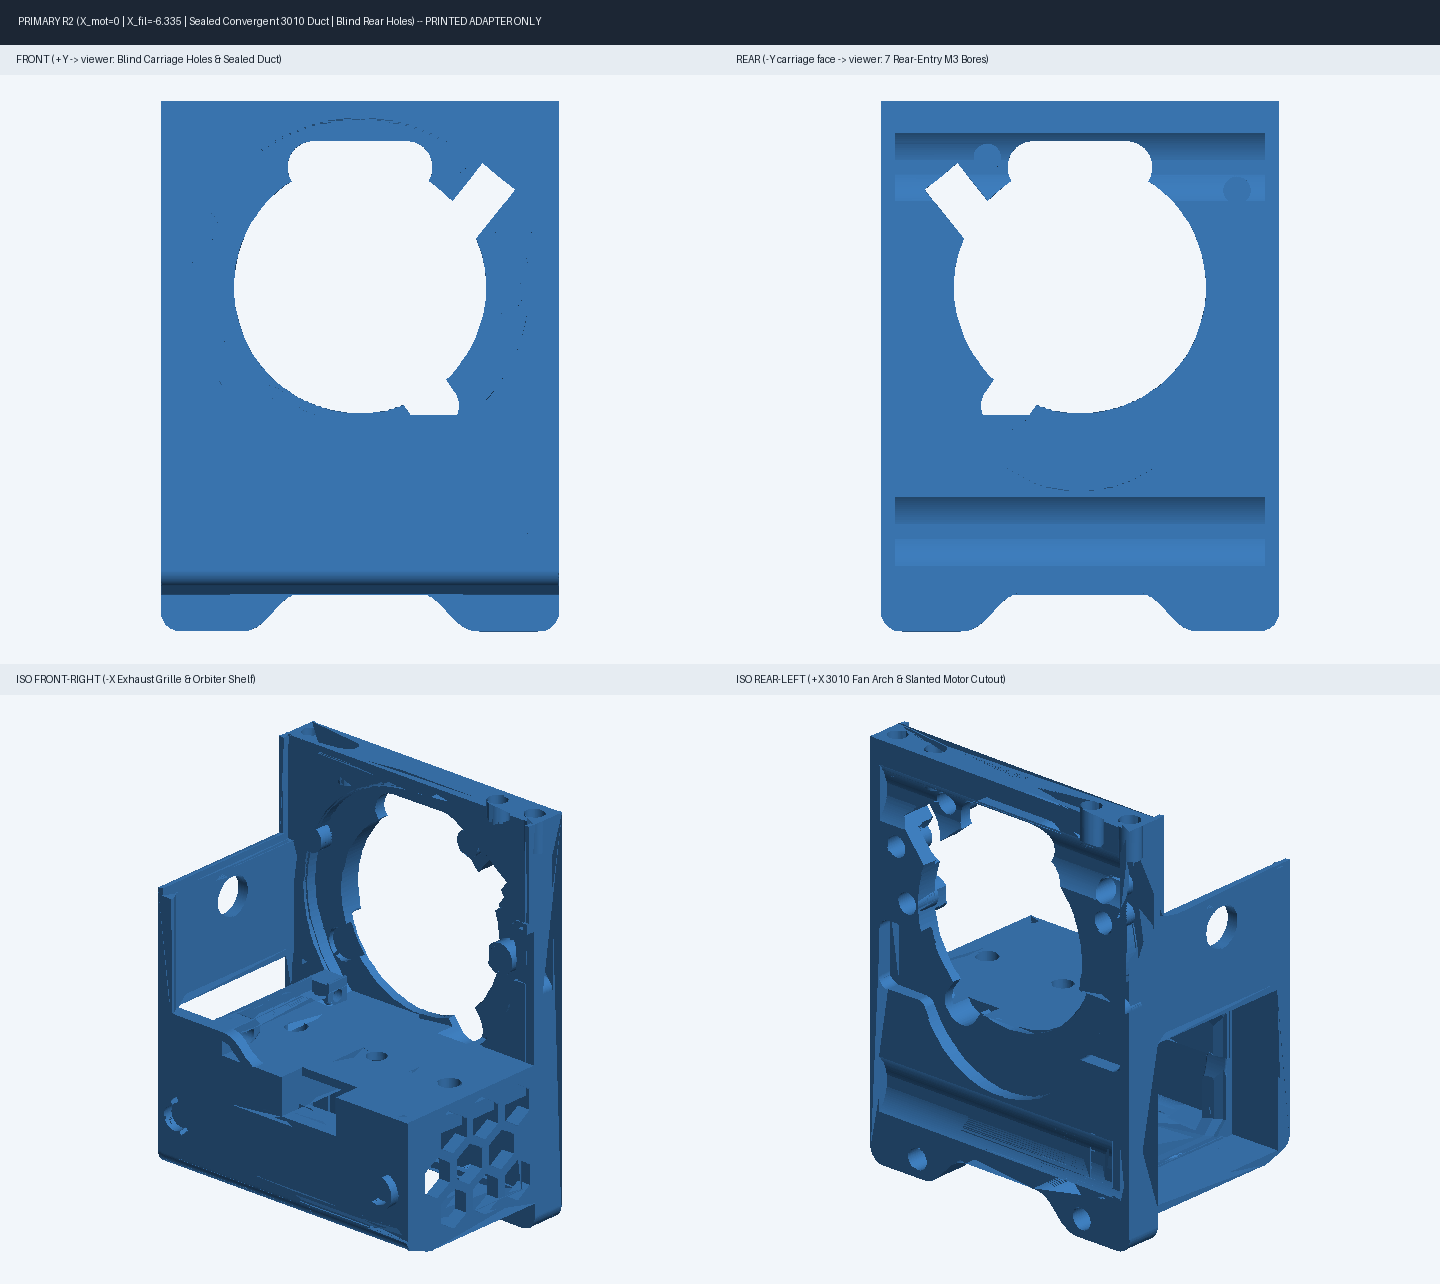 PRIMARY R2 (X_mot=0 | X_fil=-6.335 | Sealed Convergent 3010 Duct | Blind Rear Holes) -- PRINTED ADAPTER ONLY
FRONT (+Y -> viewer: Blind Carriage Holes & Sealed Duct)
REAR (-Y carriage face -> viewer: 7 Rear-Entry M3 Bores)
ISO FRONT-RIGHT (-X Exhaust Grille & Orbiter Shelf)
ISO REAR-LEFT (+X 3010 Fan Arch & Slanted Motor Cutout)